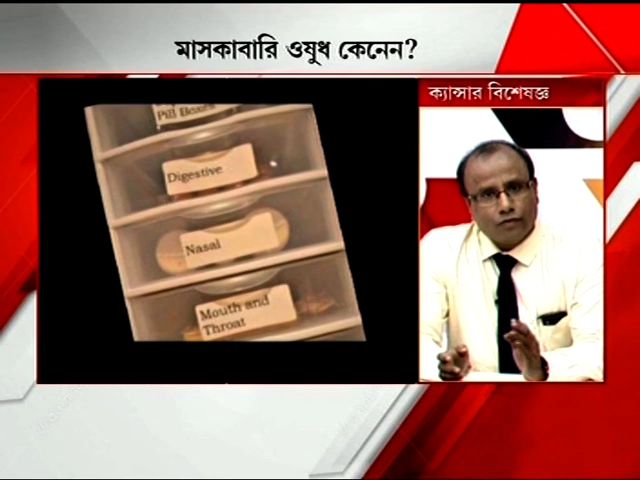 মাসকাবারি ওষুধ কেনেন?
ক্যান্সার বিশেষজ্ঞ
Pill Boxes
Digestive
Nasal
Mouth and
Throat